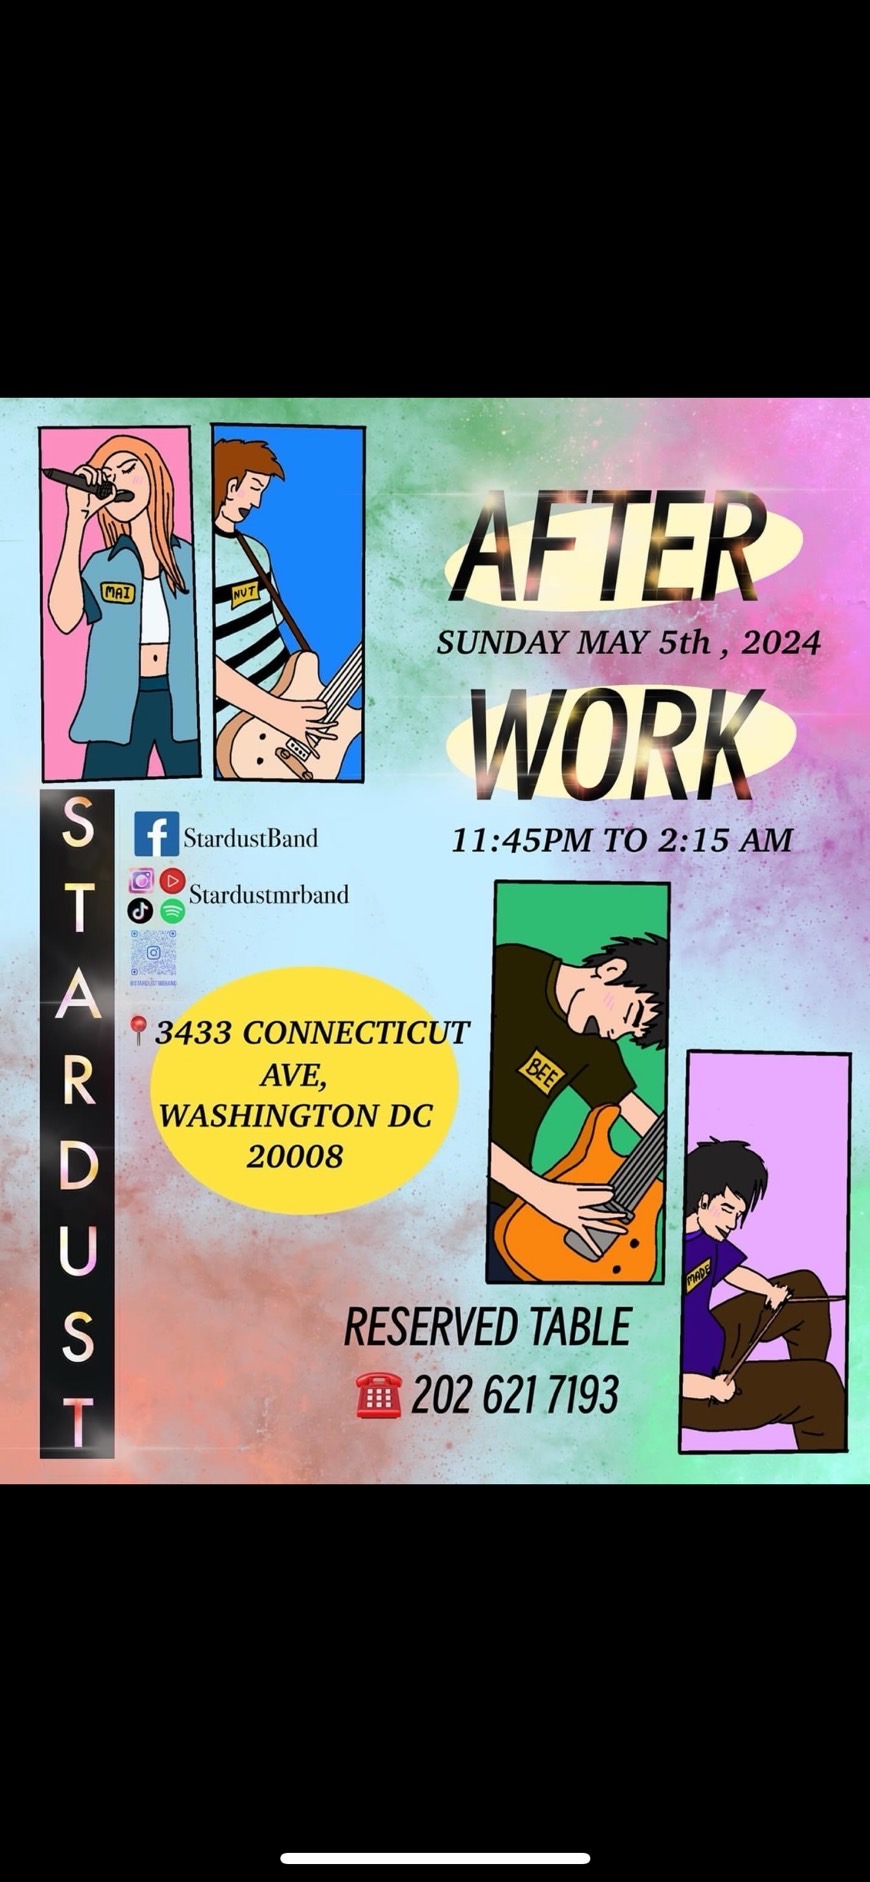 MAI
NUT
AFTER
SUNDAY MAY 5th , 2024
WORK
11:45PM TO 2:15 AM
STARDUST
StardustBand
Stardustmrband
3433 CONNECTICUT
AVE,
WASHINGTON DC
20008
BEE
MADE
RESERVED TABLE
202 621 7193